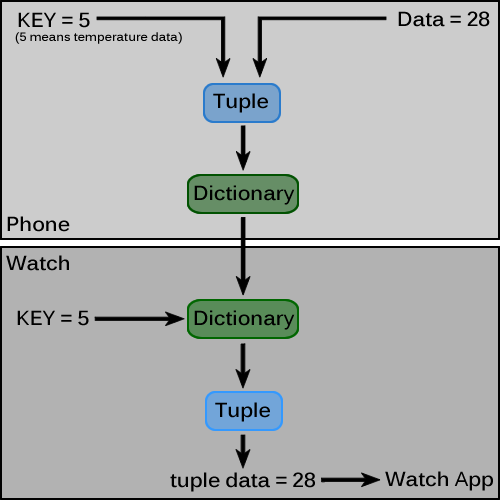 KEY = 5
(5 means temperature data)
Data = 28
Tuple
Dictionary
Phone
Watch
KEY = 5
Dictionary
Tuple
tuple data = 28
Watch App